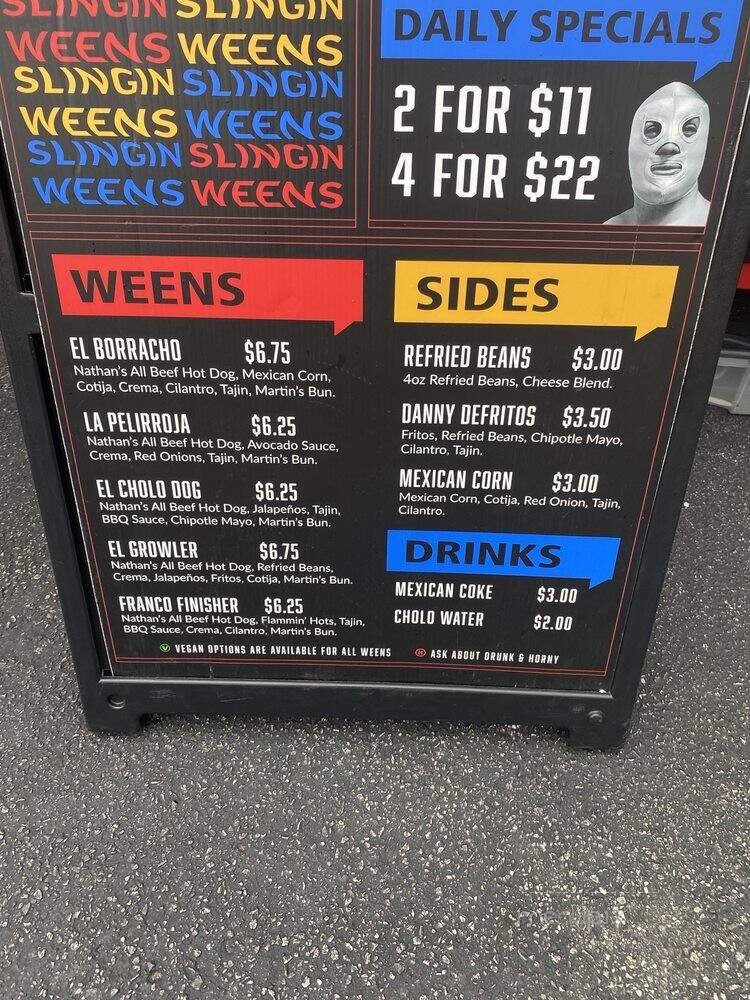 SLINGIN SLINGIN
WEENS WEENS
SLINGIN SLINGIN
WEENS WEENS
SLINGIN SLINGIN
WEENS WEENS
DAILY SPECIALS
2 FOR $11
4 FOR $22
WEENS
EL BORRACHO $6.75
Nathan's All Beef Hot Dog, Mexican Corn,
Cotija, Crema, Cilantro, Tajin, Martin's Bun.
LA PELIRROJA $6.25
Nathan's All Beef Hot Dog, Avocado Sauce,
Crema, Red Onions, Tajin, Martin's Bun.
EL CHOLO DOG $6.25
Nathan's All Beef Hot Dog, Jalapeños, Tajin,
BBQ Sauce, Chipotle Mayo, Martin's Bun.
EL GROWLER $6.75
Nathan's All Beef Hot Dog, Refried Beans,
Crema, Jalapeños, Fritos, Cotija, Martin's Bun.
FRANCO FINISHER $6.25
Nathan's All Beef Hot Dog, Flammin' Hots, Tajin,
BBQ Sauce, Crema, Cilantro, Martin's Bun.
SIDES
REFRIED BEANS $3.00
4oz Refried Beans, Cheese Blend.
DANNY DEFRITOS $3.50
Fritos, Refried Beans, Chipotle Mayo,
Cilantro, Tajin.
MEXICAN CORN $3.00
Mexican Corn, Cotija, Red Onion, Tajin,
Cilantro.
DRINKS
MEXICAN COKE $3.00
CHOLO WATER $2.00
V VEGAN OPTIONS ARE AVAILABLE FOR ALL WEENS
H ASK ABOUT DRUNK & HORNY